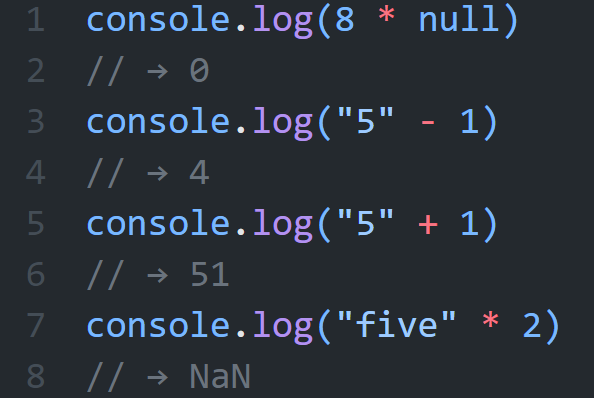 1 console.log(8 * null)
2 // → 0
3 console.log("5" - 1)
4 // → 4
5 console.log("5" + 1)
6 // → 51
7 console.log("five" * 2)
8 // → NaN